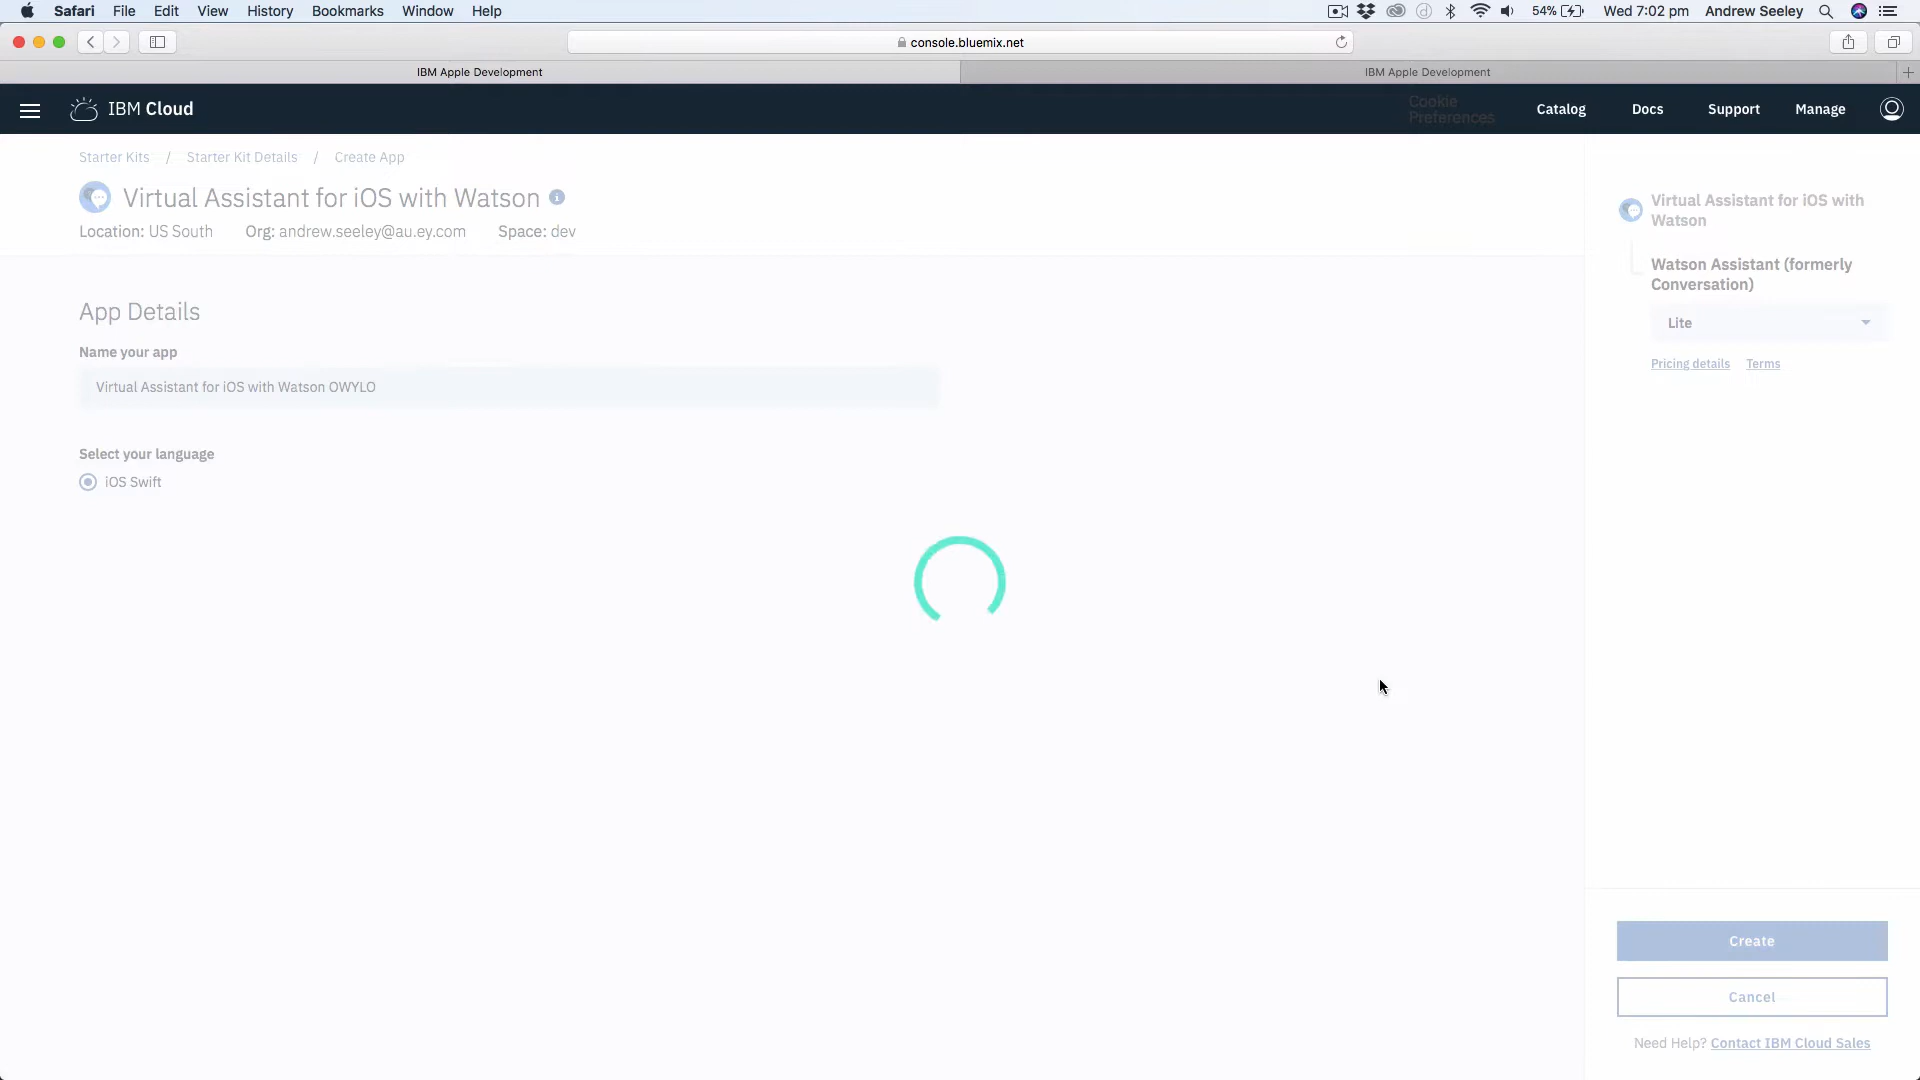 Safari File Edit View History Bookmarks Window Help 54% Wed 7:02 pm Andrew Seeley
console.bluemix.net
IBM Apple Development IBM Apple Development
IBM Cloud Cookie Preferences Catalog Docs Support Manage
Starter Kits / Starter Kit Details / Create App
Virtual Assistant for iOS with Watson
Location: US South Org: andrew.seeley@au.ey.com Space: dev
App Details
Name your app
Virtual Assistant for iOS with Watson OWYLO
Select your language
iOS Swift
Virtual Assistant for iOS with
Watson
Watson Assistant (formerly
Conversation)
Lite
Pricing details Terms
Create
Cancel
Need Help? Contact IBM Cloud Sales